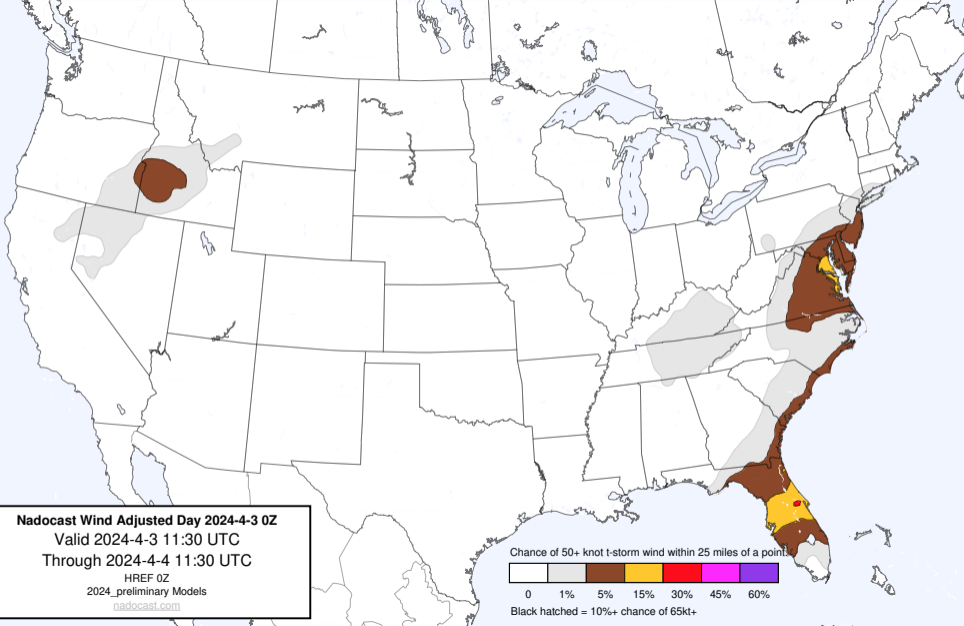 Nadocast Wind Adjusted Day 2024-4-3 0Z
Valid 2024-4-3 11:30 UTC
Through 2024-4-4 11:30 UTC
HREF 0Z
2024_preliminary Models
nadocast.com
Chance of 50+ knot t-storm wind within 25 miles of a point.
0 1% 5% 15% 30% 45% 60%
Black hatched = 10%+ chance of 65kt+